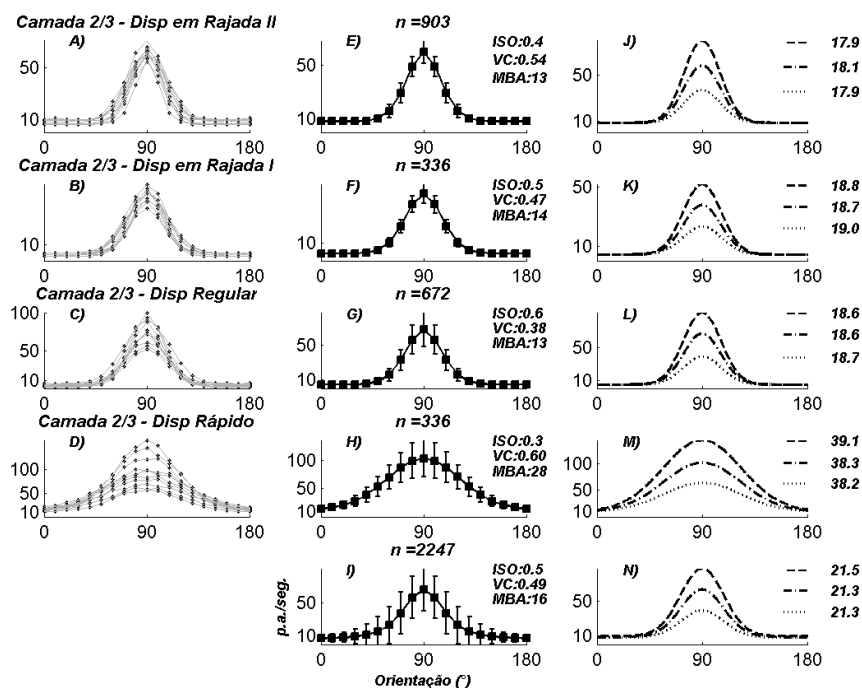 Camada 2/3 - Disp em Rajada II
A)
50
10
0 90 180
n =903
E)
ISO:0.4
VC:0.54
MBA:13
50
10
0 90 180
J)
17.9
18.1
17.9
50
10
0 90 180
Camada 2/3 - Disp em Rajada I
B)
10
0 90 180
n =336
F)
ISO:0.5
VC:0.47
MBA:14
10
0 90 180
K)
18.8
18.7
19.0
50
10
0 90 180
Camada 2/3 - Disp Regular
C)
100
50
10
0 90 180
n =672
G)
ISO:0.6
VC:0.38
MBA:13
50
10
0 90 180
L)
18.6
18.6
18.7
50
10
0 90 180
Camada 2/3 - Disp Rápido
D)
100
50
10
0 90 180
n =336
H)
ISO:0.3
VC:0.60
MBA:28
100
50
10
0 90 180
M)
39.1
38.3
38.2
100
50
10
0 90 180
n =2247
I)
ISO:0.5
VC:0.49
MBA:16
p.a./seg.
50
10
0 90 180
Orientação (°)
N)
21.5
21.3
21.3
50
10
0 90 180